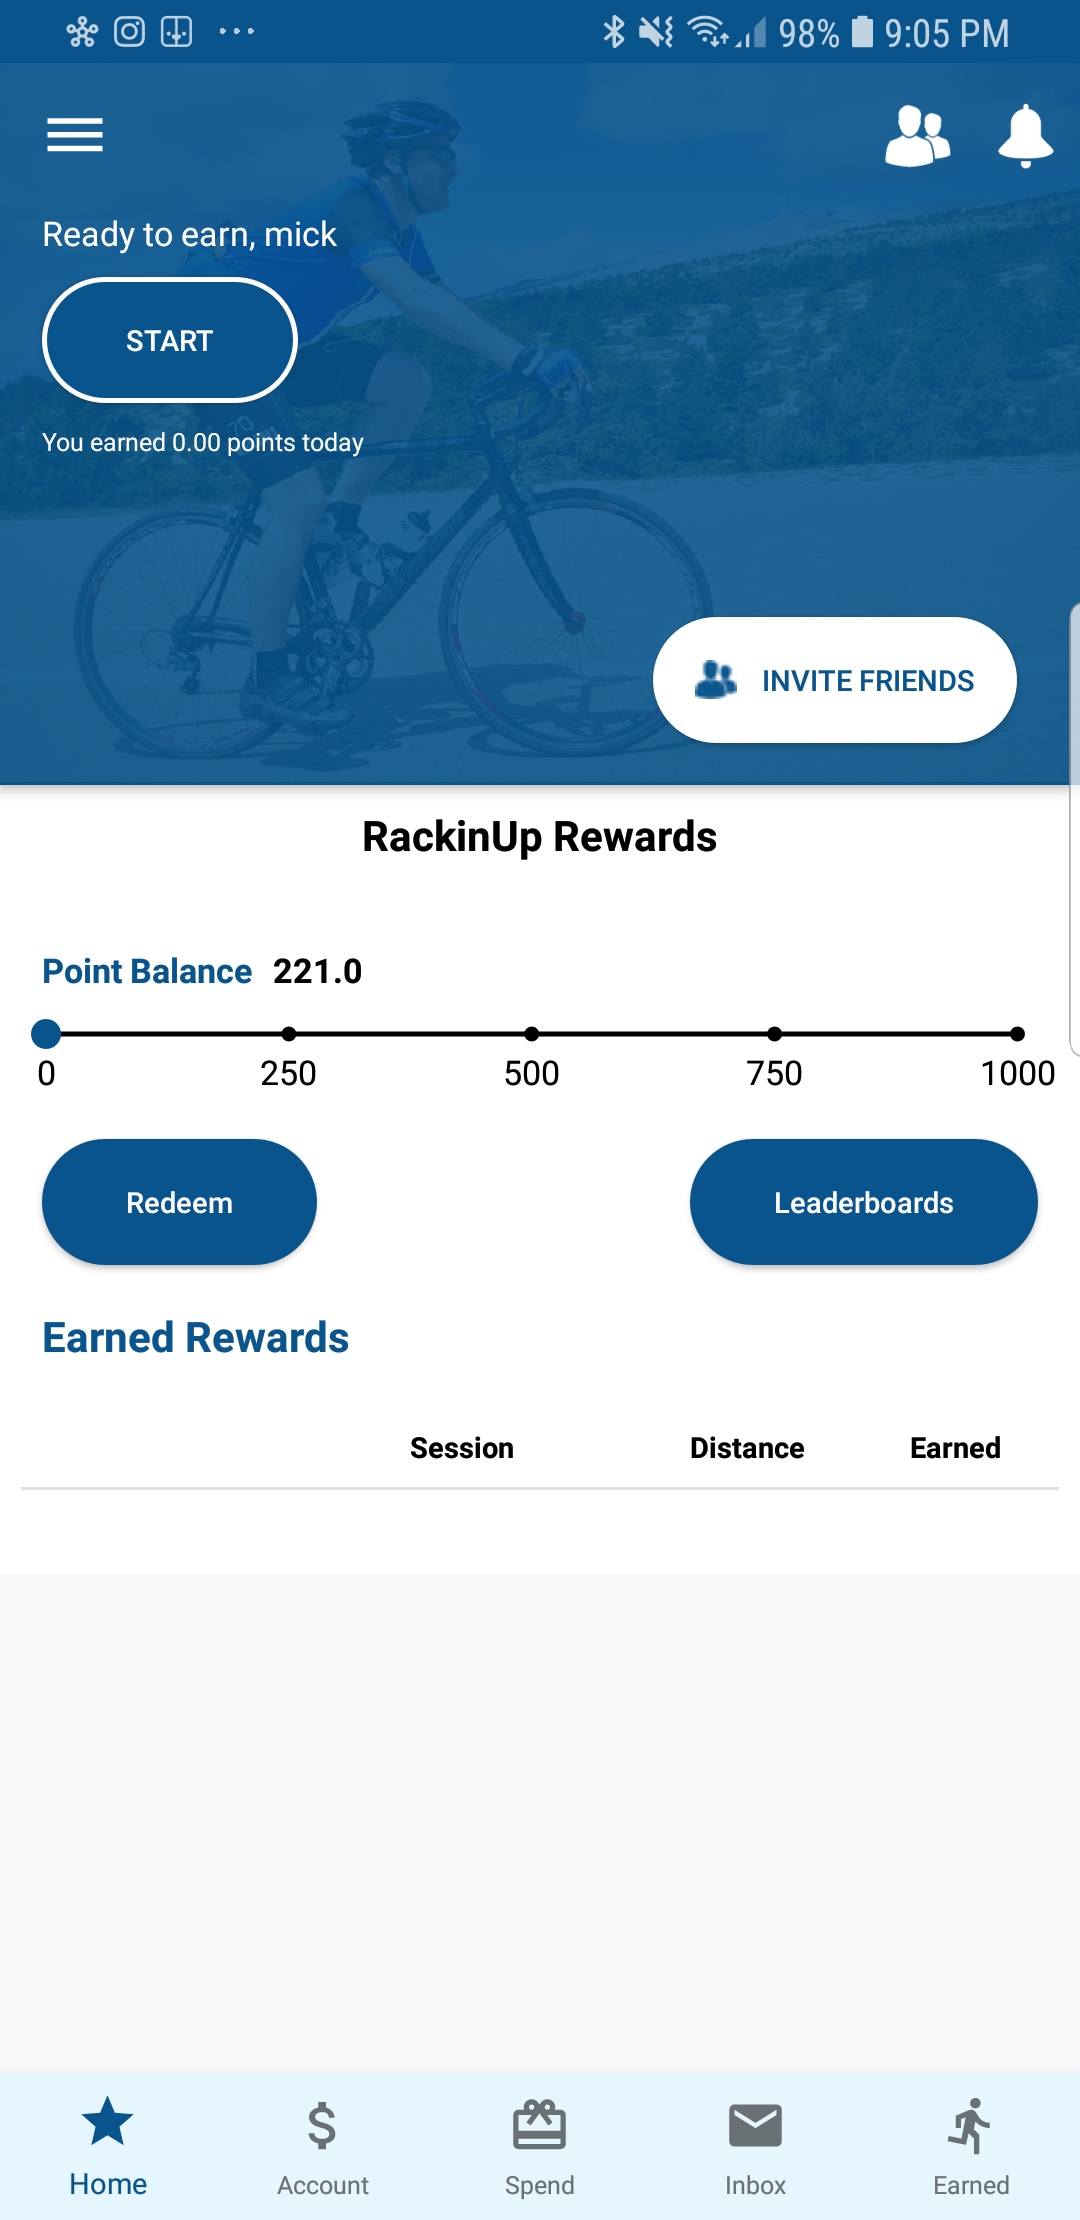 98% 9:05 PM
Ready to earn, mick
START
You earned 0.00 points today
INVITE FRIENDS
RackinUp Rewards
Point Balance 221.0
0 250 500 750 1000
Redeem Leaderboards
Earned Rewards
Session Distance Earned
Home Account Spend Inbox Earned